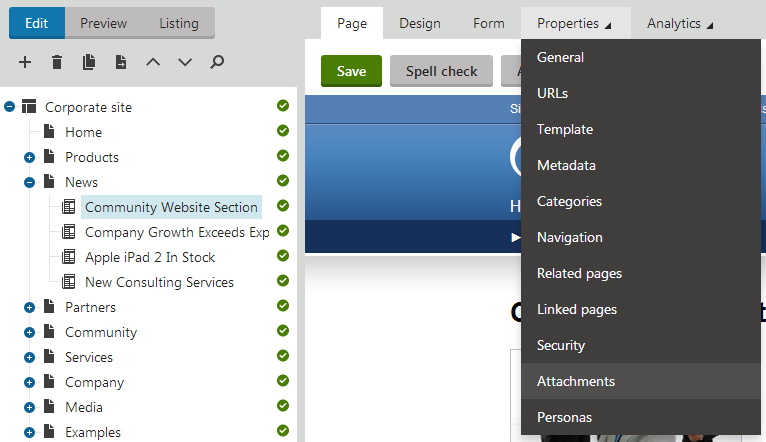 Edit Preview Listing
Page Design Form Properties Analytics
Save Spell check
Corporate site
Home
Products
News
Community Website Section
Company Growth Exceeds Exp
Apple iPad 2 In Stock
New Consulting Services
Partners
Community
Services
Company
Media
Examples
General
URLs
Template
Metadata
Categories
Navigation
Related pages
Linked pages
Security
Attachments
Personas